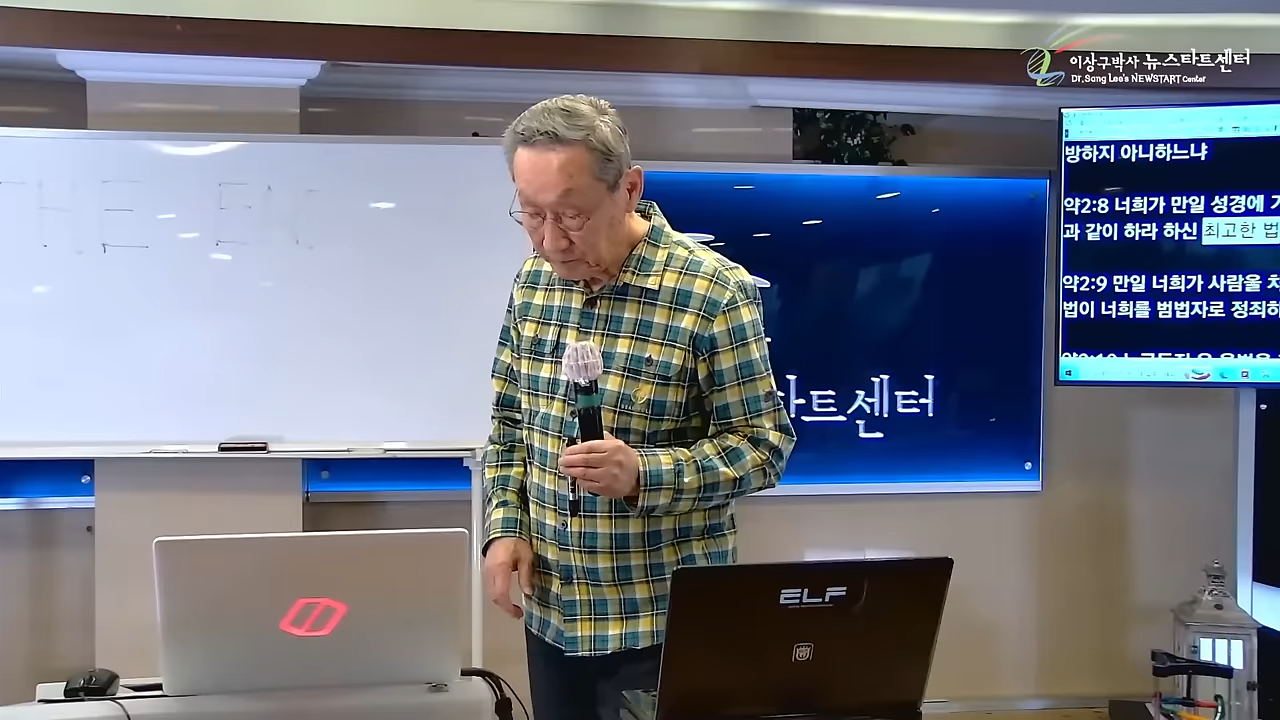 이상구박사 뉴스타트센터
Dr. Sang Lee's NEWSTART Center
방하지 아니하느냐
약2:8 너희가 만일 성경에
과 같이 하라 하신 최고한 법
약2:9 만일 너희가 사람울
법이 너희를 범법자로 정죄하
타트센터
ELF